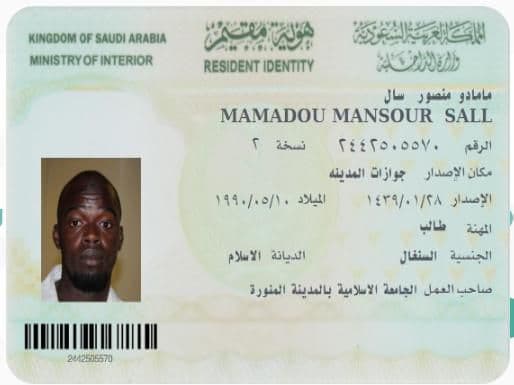 KINGDOM OF SAUDI ARABIA
MINISTRY OF INTERIOR
هوية مقيم
RESIDENT IDENTITY
المملكة العربية السعودية
وزارة الداخلية
مامادو منصور سال
MAMADOU MANSOUR SALL
الرقم ٢٤٤٢٥٠٥٥٧٠ نسخة ٢
مكان الإصدار جوازات المدينه
الإصدار ١٤٣٩/٠١/٢٨ الميلاد ١٩٩٠/٠٥/١٠
المهنة طالب
الجنسية السنغال الديانة الاسلام
صاحب العمل الجامعة الاسلامية بالمدينة المنورة
2442505570